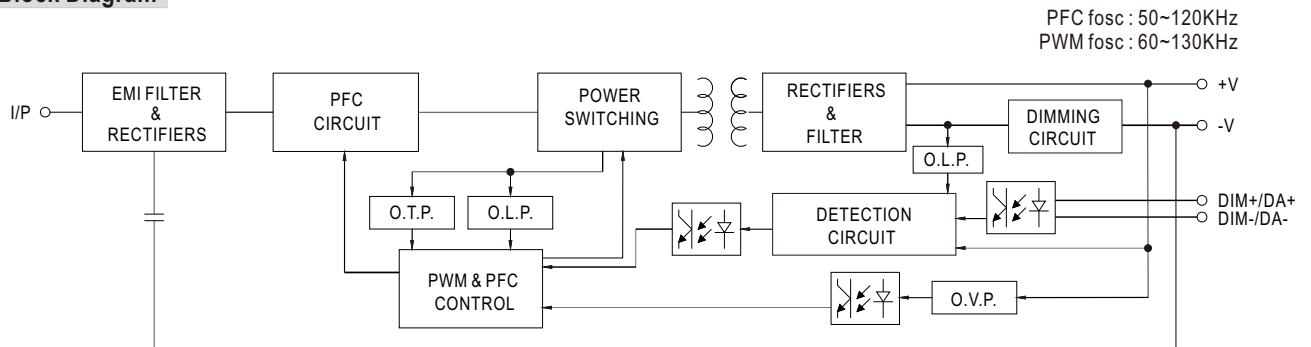 Block Diagram
PFC fosc : 50~120KHz
PWM fosc : 60~130KHz
I/P
EMI FILTER
&
RECTIFIERS
PFC
CIRCUIT
POWER
SWITCHING
RECTIFIERS
&
FILTER
DIMMING
CIRCUIT
+V
-V
O.L.P.
O.T.P.
O.L.P.
DETECTION
CIRCUIT
DIM+/DA+
DIM-/DA-
PWM & PFC
CONTROL
O.V.P.